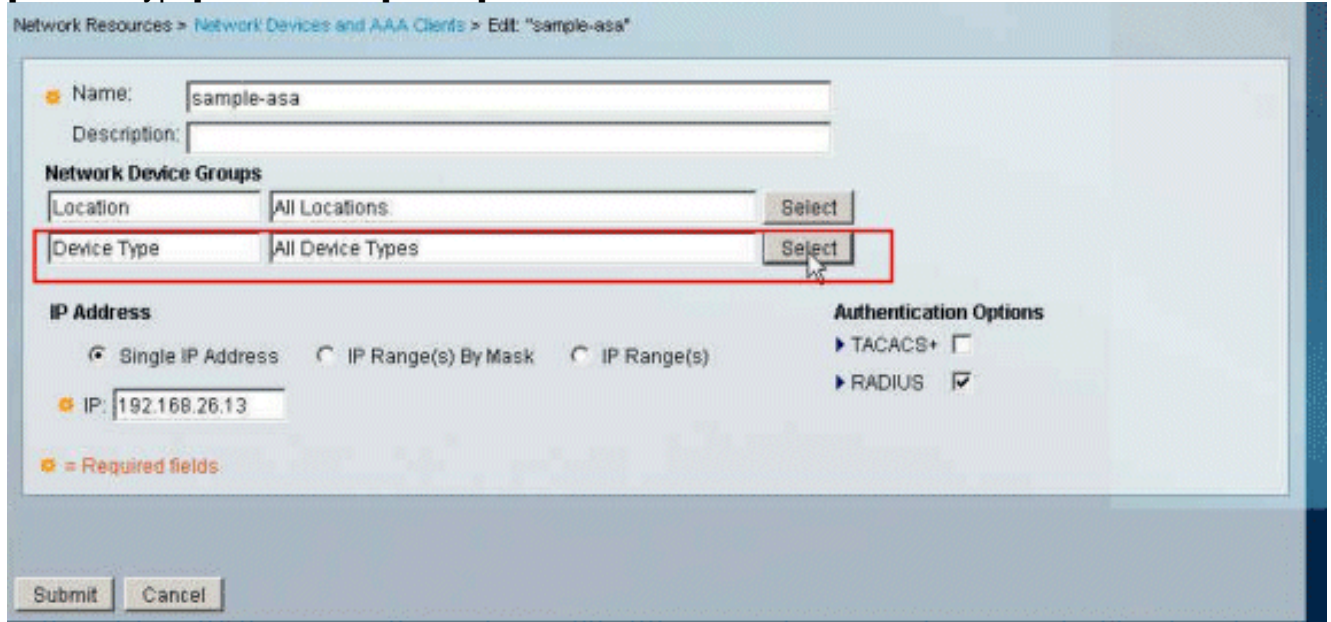 Network Resources > Network Devices and AAA Clients > Edit: "sample-asa"
Name: sample-asa
Description:
Network Device Groups
Location All Locations Select
Device Type All Device Types Select
IP Address Authentication Options
Single IP Address IP Range(s) By Mask IP Range(s) TACACS+
RADIUS
IP: 192.168.26.13
= Required fields
Submit Cancel